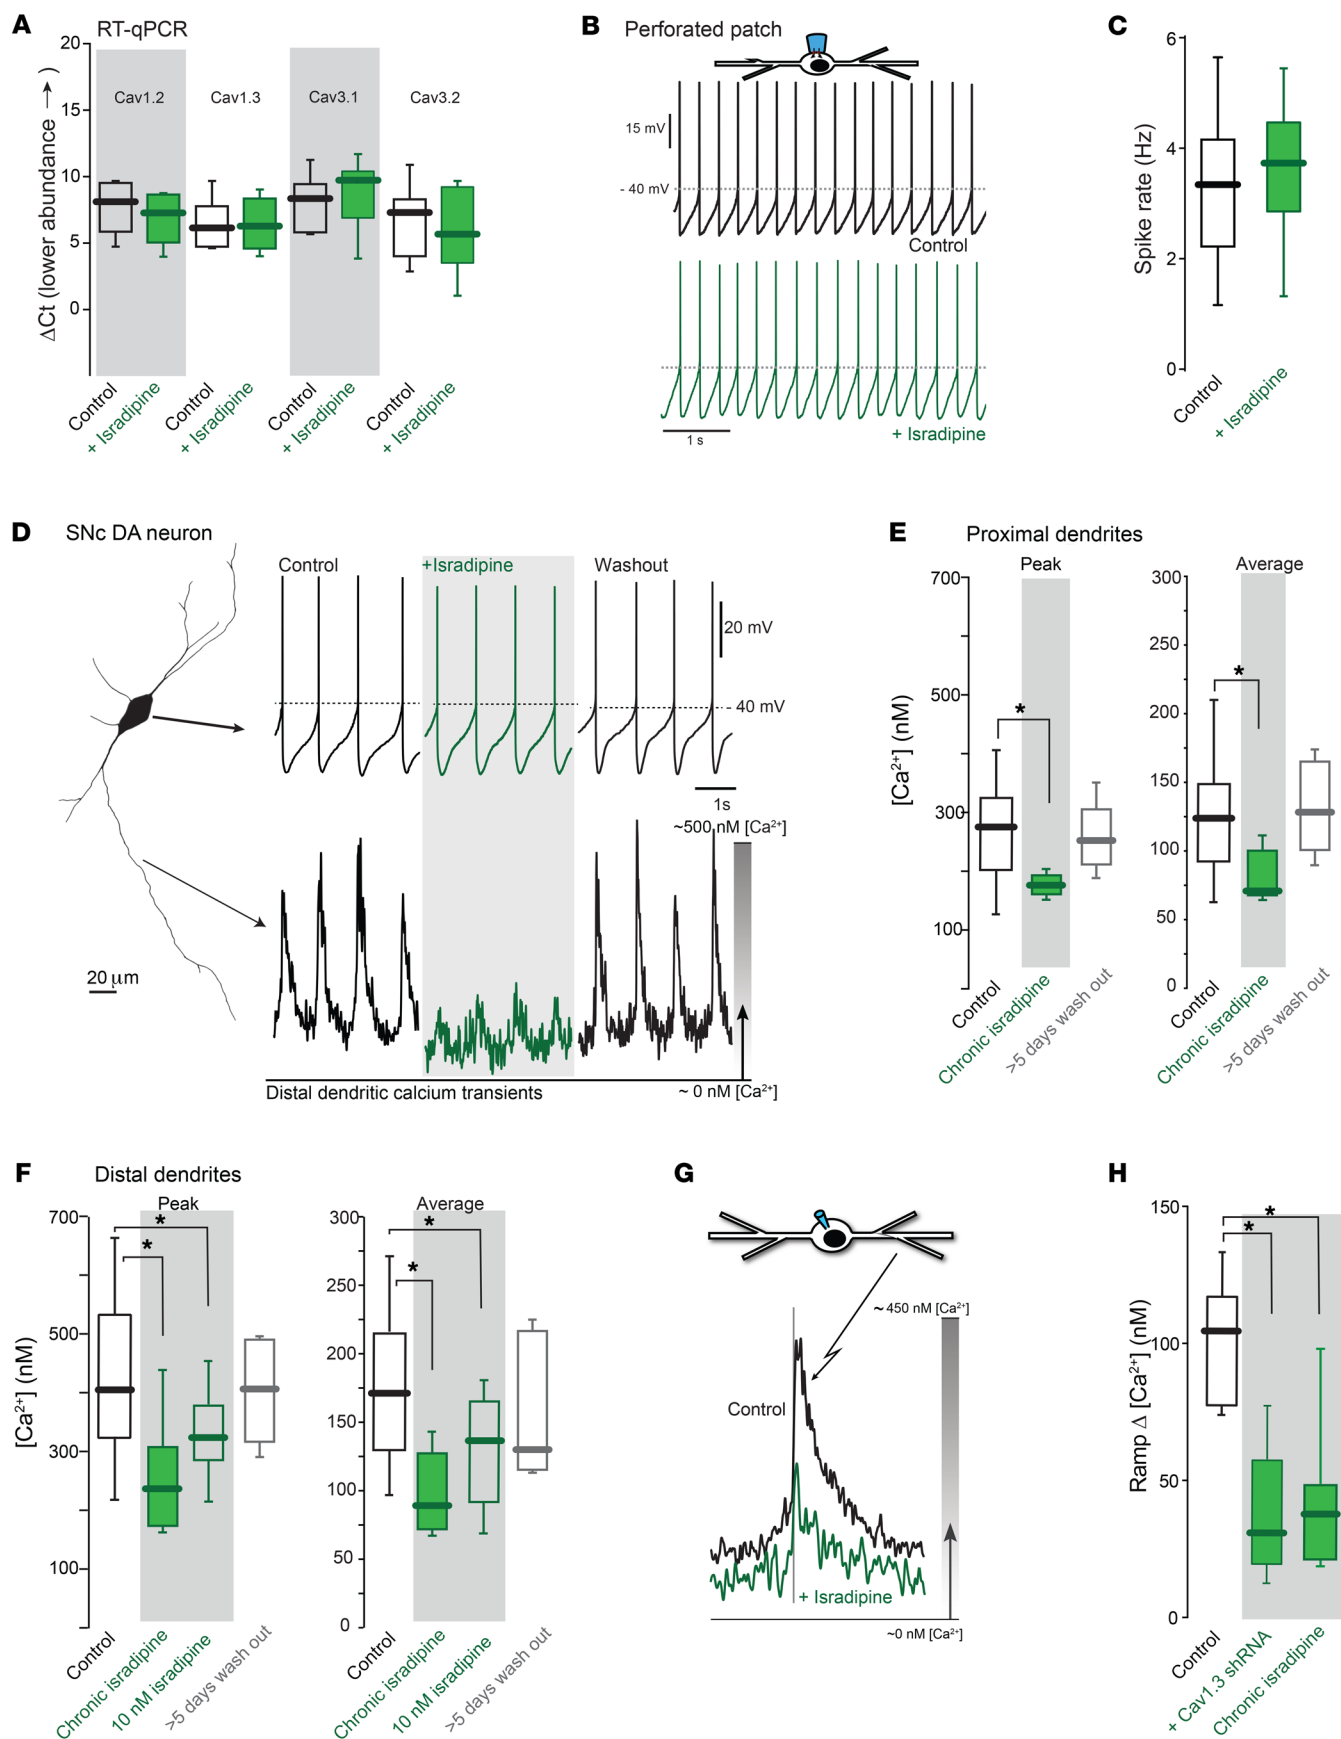 A
RT-qPCR
ΔCt (lower abundance → )
20
15
10
5
0
Cav1.2
Cav1.3
Cav3.1
Cav3.2
Control
+ Isradipine
Control
+ Isradipine
Control
+ Isradipine
Control
+ Isradipine
B
Perforated patch
15 mV
- 40 mV
Control
1 s
+ Isradipine
C
Spike rate (Hz)
6
4
2
0
Control
+ Isradipine
D
SNc DA neuron
Control
+Isradipine
Washout
20 mV
- 40 mV
1s
~500 nM [Ca2+]
20 μm
Distal dendritic calcium transients
~ 0 nM [Ca2+]
E
Proximal dendrites
Peak
[Ca2+] (nM)
700
500
300
100
*
Control
Chronic isradipine
>5 days wash out
Average
300
250
200
150
100
50
0
*
Control
Chronic isradipine
>5 days wash out
F
Distal dendrites
Peak
[Ca2+] (nM)
700
500
300
100
*
*
Control
Chronic isradipine
10 nM isradipine
>5 days wash out
Average
300
250
200
150
100
50
0
*
*
Control
Chronic isradipine
10 nM isradipine
>5 days wash out
G
~ 450 nM [Ca2+]
Control
+ Isradipine
~0 nM [Ca2+]
H
Ramp Δ [Ca2+] (nM)
150
100
50
0
*
*
Control
+ Cav1.3 shRNA
Chronic isradipine